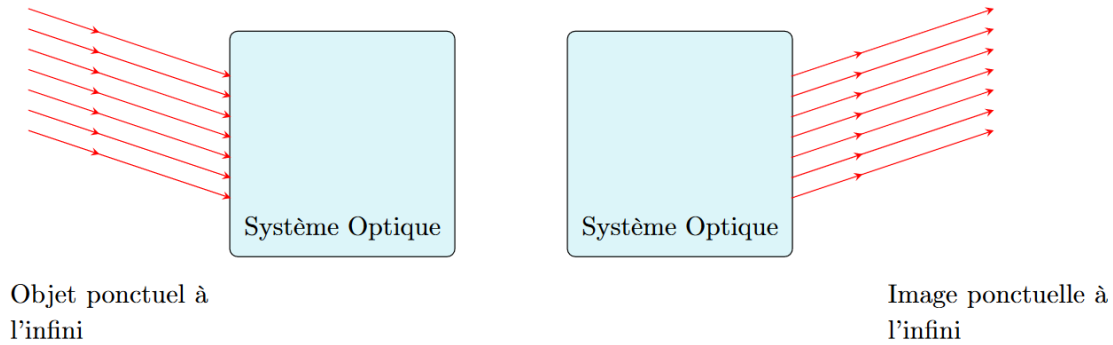 Système Optique
Système Optique
Objet ponctuel à
l'infini
Image ponctuelle à
l'infini